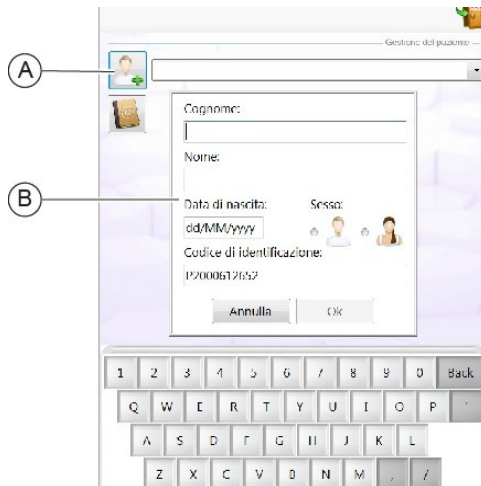 Gestione del paziente
A
Cognome:
Nome:
B
Data di nascita: Sesso:
dd/MM/yyyy
Codice di identificazione:
P2000612652
Annulla Ok
1 2 3 4 5 6 7 8 9 0 Back
Q W E R T Y U I O P '
A S D F G H J K L
Z X C V B N M , /